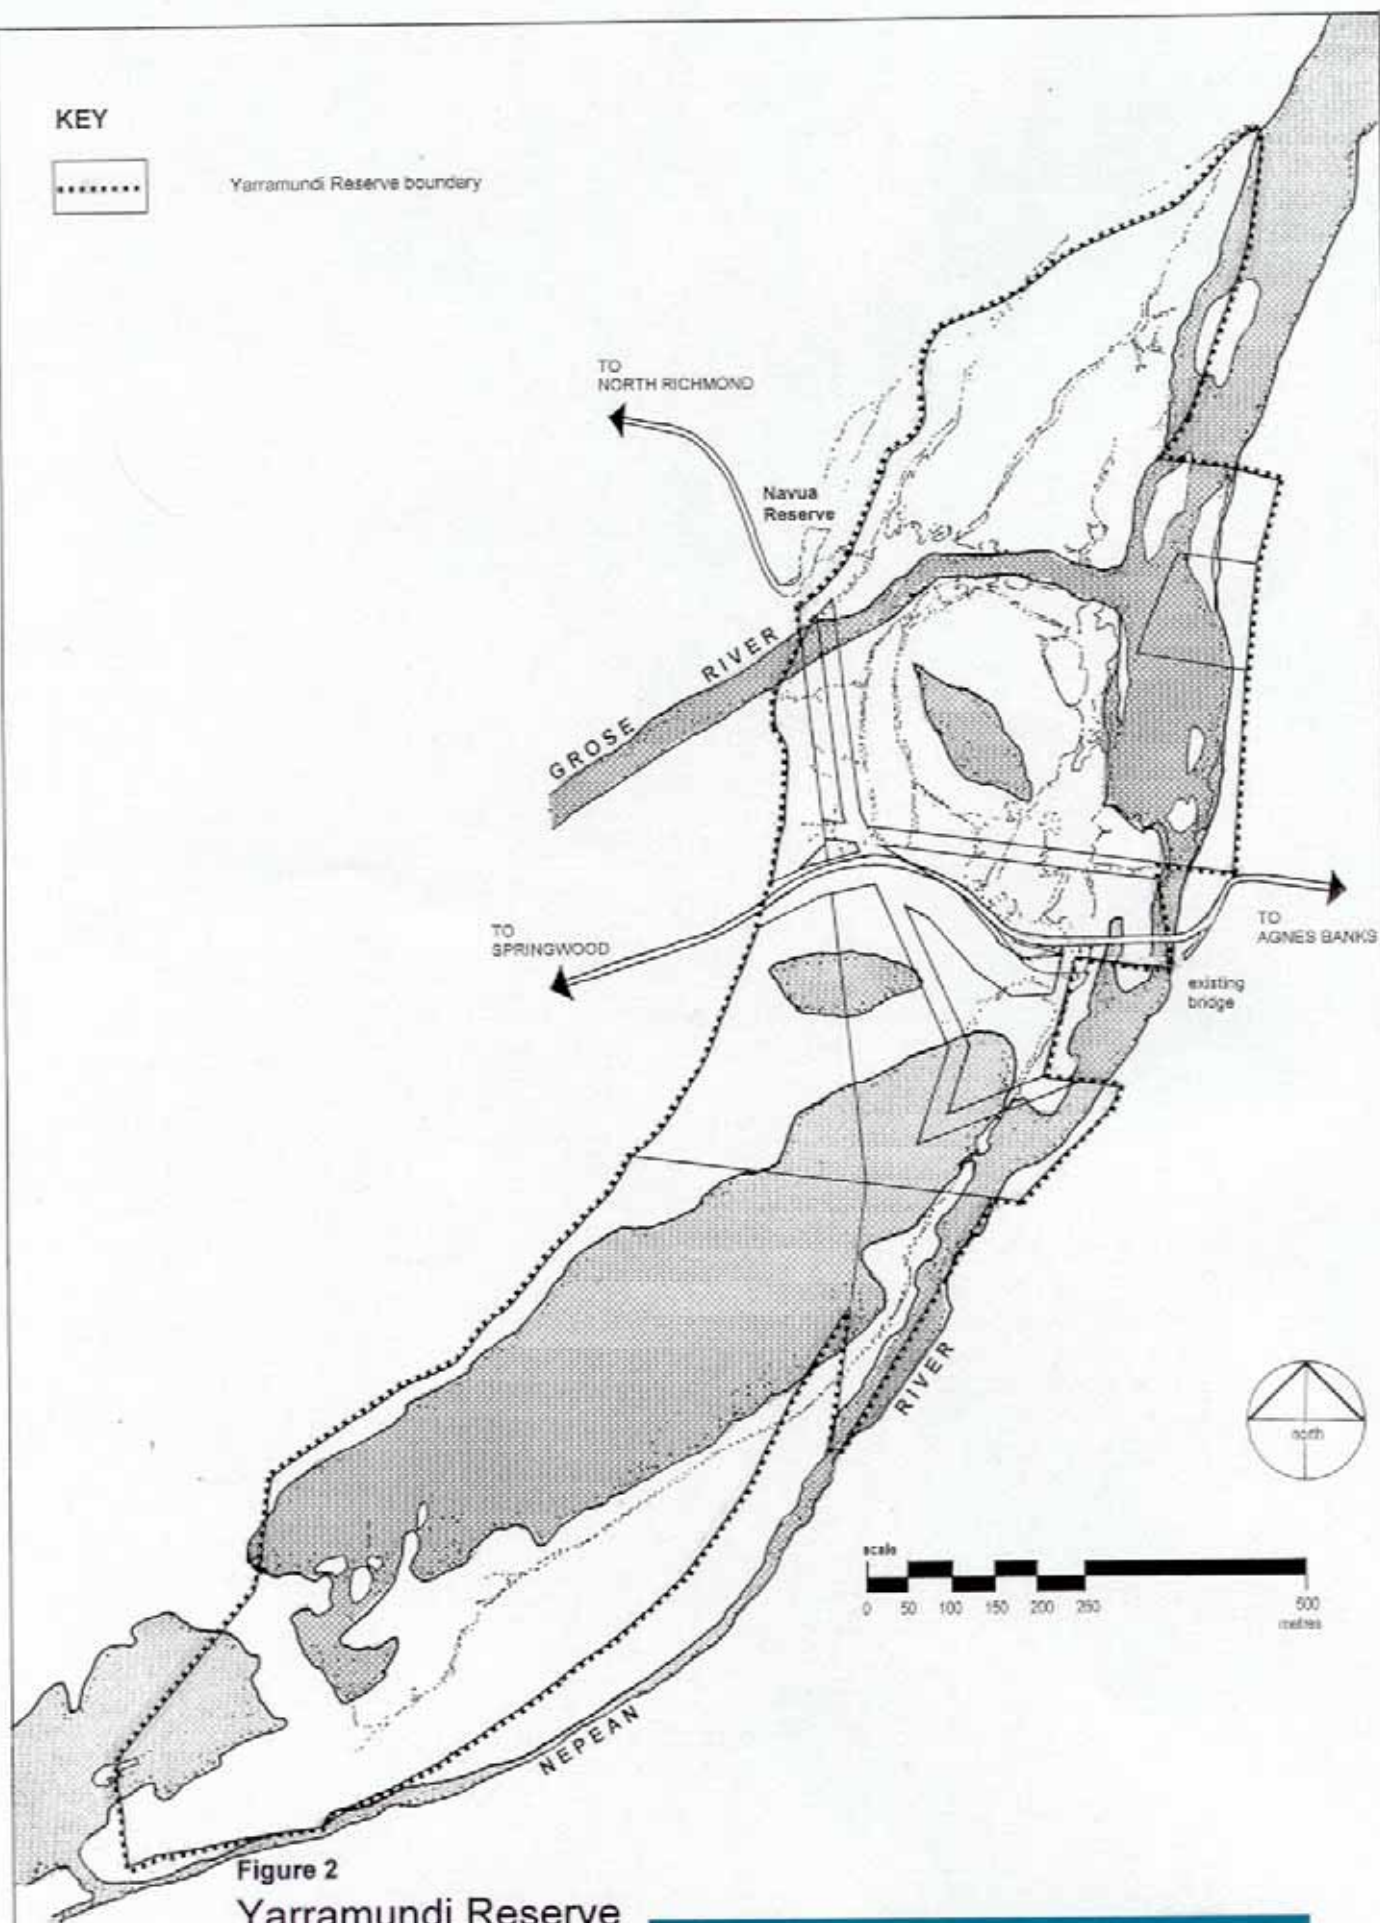 KEY
Yarramundi Reserve boundary
TO
NORTH RICHMOND
Navua
Reserve
GROSE RIVER
TO
SPRINGWOOD
TO
AGNES BANKS
existing
bridge
NEPEAN RIVER
north
scale
0 50 100 150 200 250 500
metres
Figure 2
Yarramundi Reserve